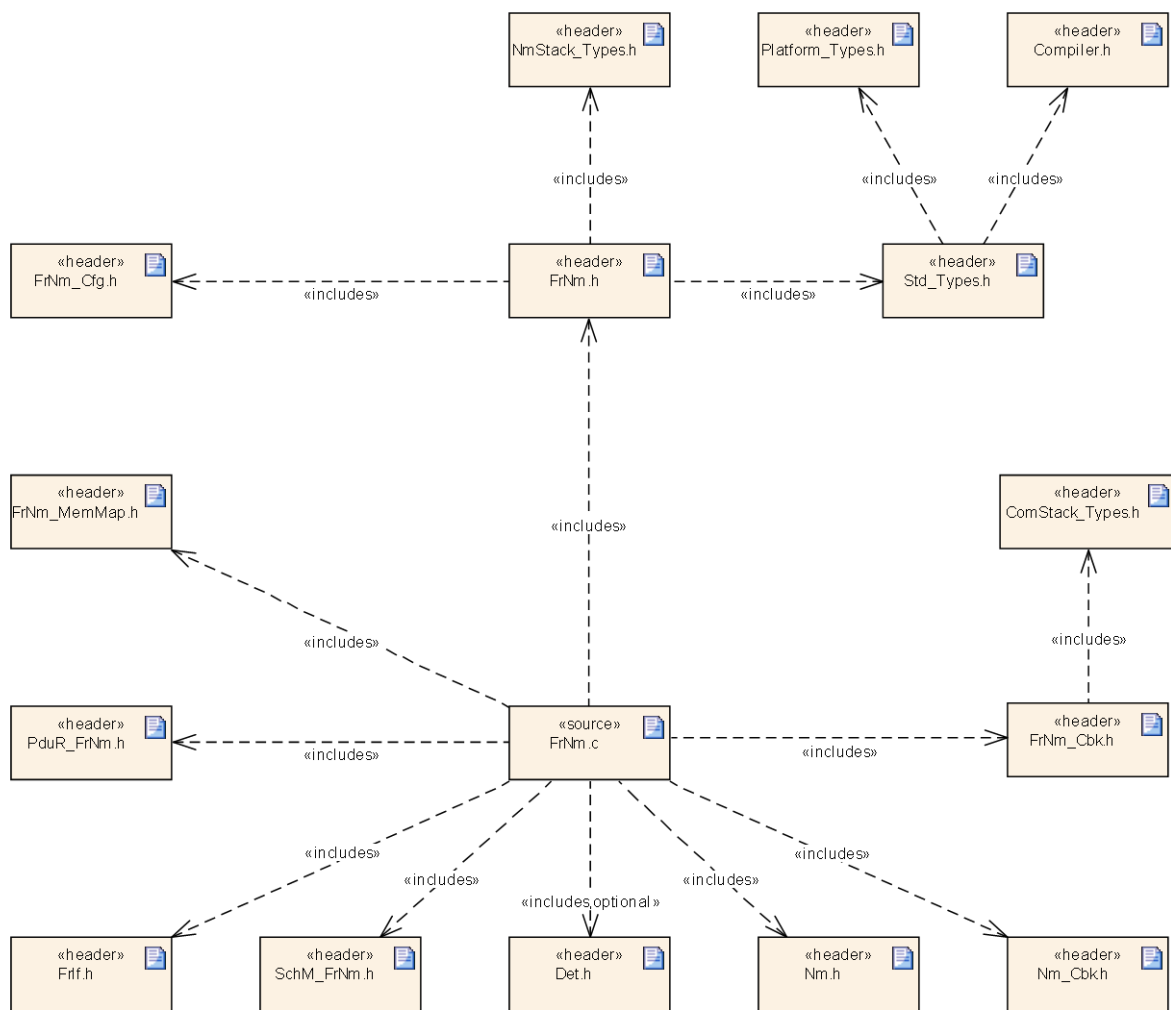 «header»
NmStack_Types.h
«header»
Platform_Types.h
«header»
Compiler.h
«includes»
«includes»
«includes»
«header»
FrNm_Cfg.h
«header»
FrNm.h
«header»
Std_Types.h
«includes»
«includes»
«header»
FrNm_MemMap.h
«header»
ComStack_Types.h
«includes»
«includes»
«includes»
«header»
PduR_FrNm.h
«source»
FrNm.c
«header»
FrNm_Cbk.h
«includes»
«includes»
«includes»
«includes»
«includes,optional»
«includes»
«includes»
«header»
FrIf.h
«header»
SchM_FrNm.h
«header»
Det.h
«header»
Nm.h
«header»
Nm_Cbk.h